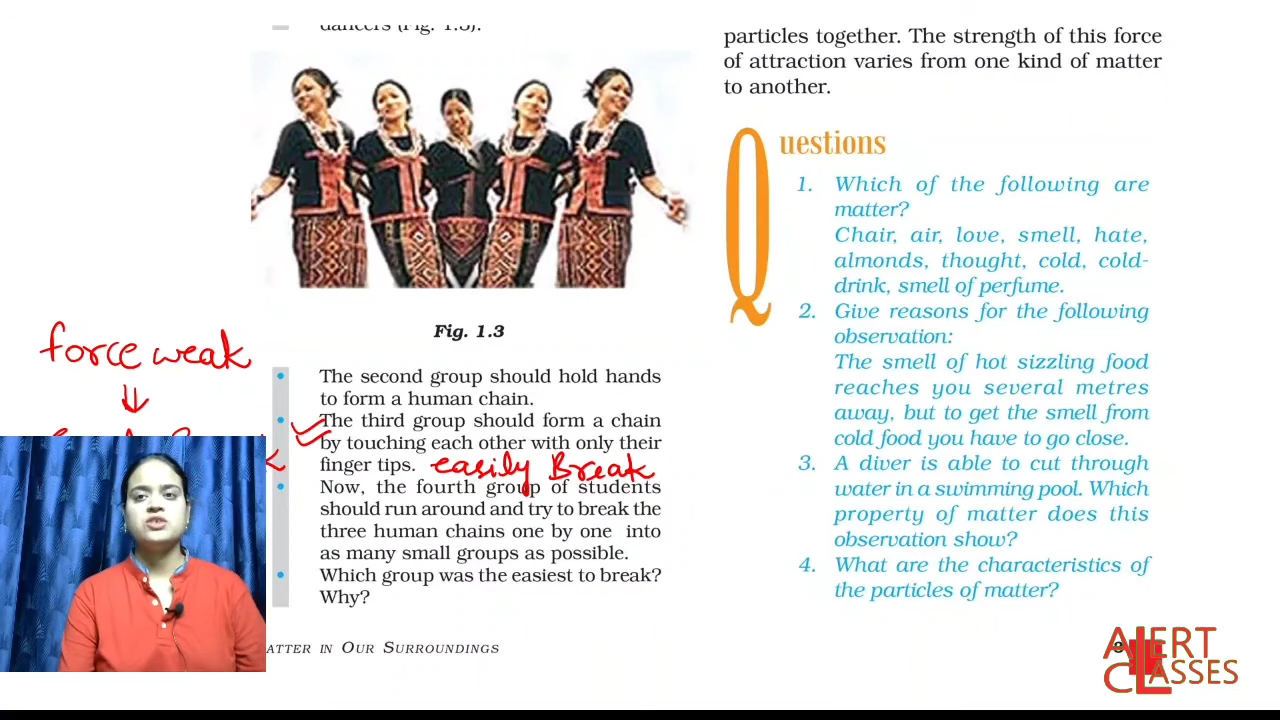 dancers (Fig. 1.3).
Fig. 1.3
force weak
The second group should hold hands
to form a human chain.
The third group should form a chain
by touching each other with only their
finger tips. easily Break
Now, the fourth group of students
should run around and try to break the
three human chains one by one into
as many small groups as possible.
Which group was the easiest to break?
Why?
ATTER IN OUR SURROUNDINGS
particles together. The strength of this force
of attraction varies from one kind of matter
to another.
Questions
1. Which of the following are
matter?
Chair, air, love, smell, hate,
almonds, thought, cold, cold-
drink, smell of perfume.
2. Give reasons for the following
observation:
The smell of hot sizzling food
reaches you several metres
away, but to get the smell from
cold food you have to go close.
3. A diver is able to cut through
water in a swimming pool. Which
property of matter does this
observation show?
4. What are the characteristics of
the particles of matter?
ALERT
CLASSES